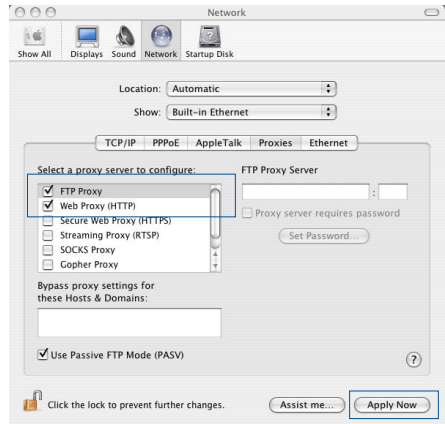 Network
Show All Displays Sound Network Startup Disk
Location: Automatic
Show: Built-in Ethernet
TCP/IP PPPoE AppleTalk Proxies Ethernet
Select a proxy server to configure: FTP Proxy Server
FTP Proxy
Web Proxy (HTTP) :
Secure Web Proxy (HTTPS) Proxy server requires password
Streaming Proxy (RTSP) Set Password...
SOCKS Proxy
Gopher Proxy
Bypass proxy settings for
these Hosts & Domains:
Use Passive FTP Mode (PASV) ?
Click the lock to prevent further changes. Assist me... Apply Now